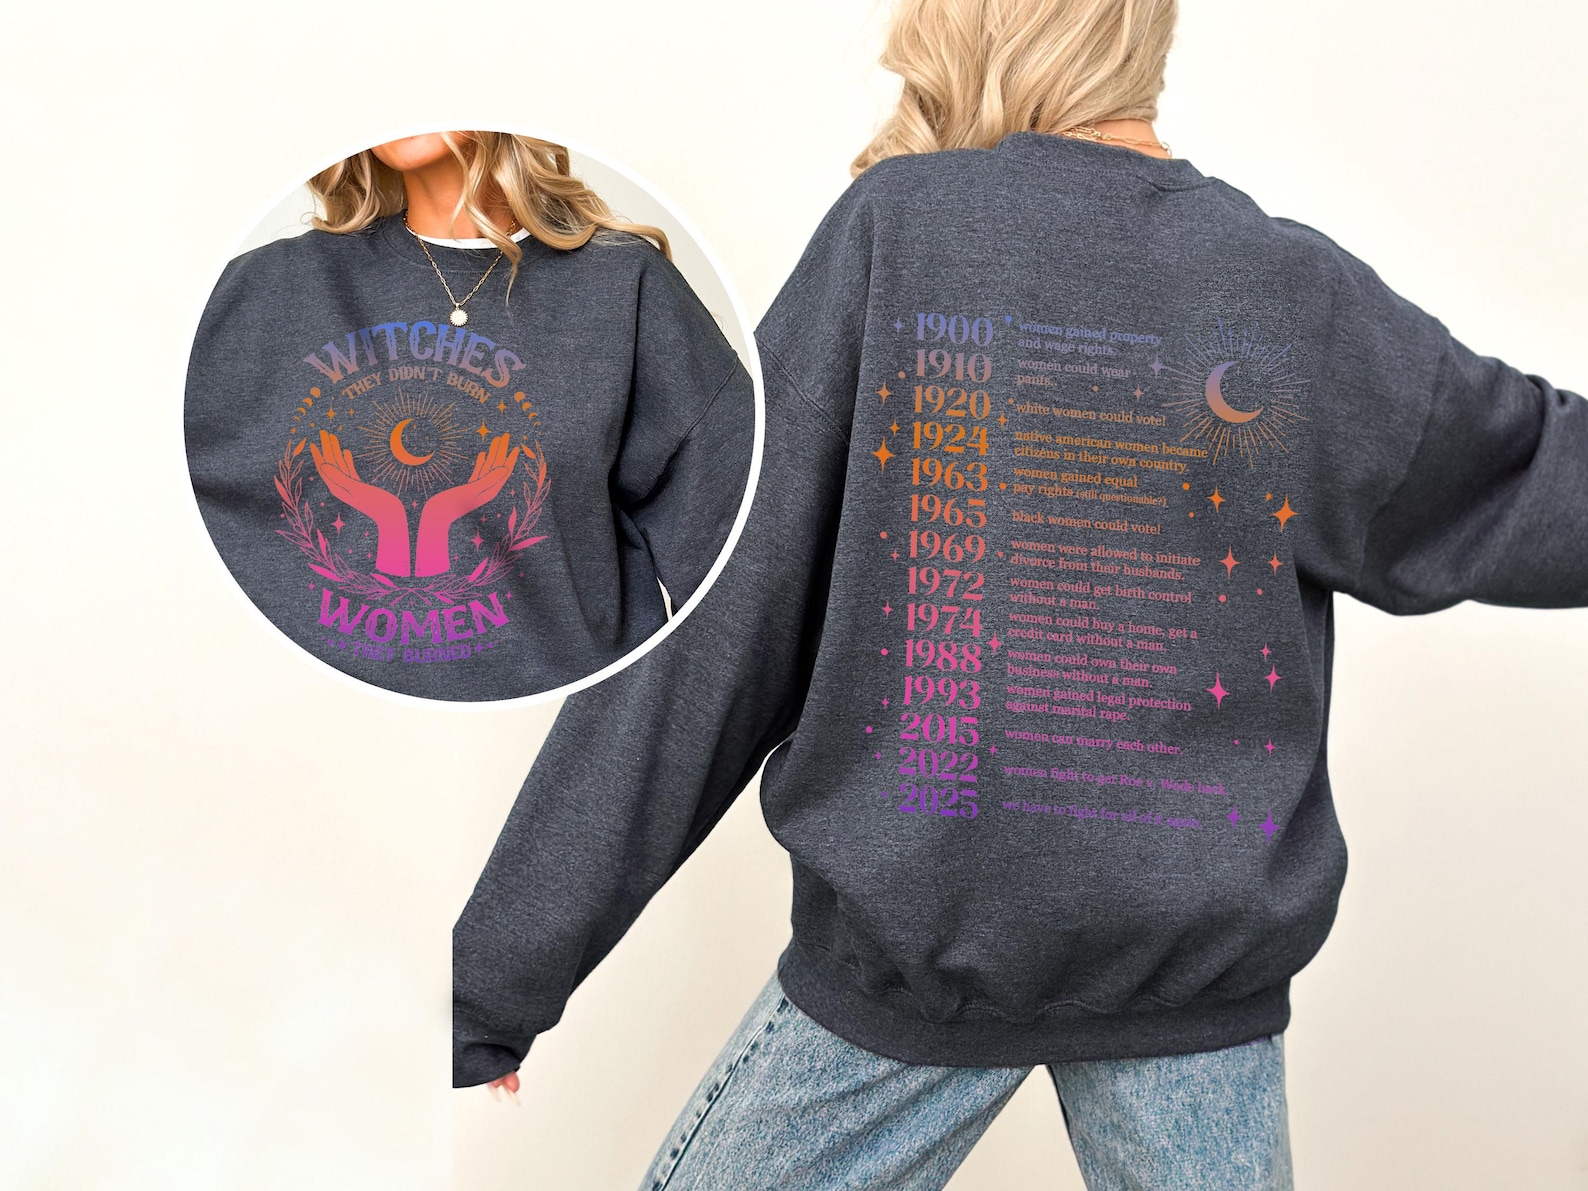 WITCHES
THEY DIDN'T BURN
WOMEN
THEY BURNED
1900 women gained property
and wage rights.
1910 women could wear
pants.
1920 white women could vote!
1924 native american women became
citizens in their own country.
1963 women gained equal
pay rights (still questionable?)
1965 black women could vote!
1969 women were allowed to initiate
divorce from their husbands.
1972 women could get birth control
without a man.
1974 women could buy a home, get a
credit card without a man.
1988 women could own their own
business without a man.
1993 women gained legal protection
against marital rape.
2015 women can marry each other.
2022 women fight to get Roe v. Wade back
2025 we have to fight for all of it again.